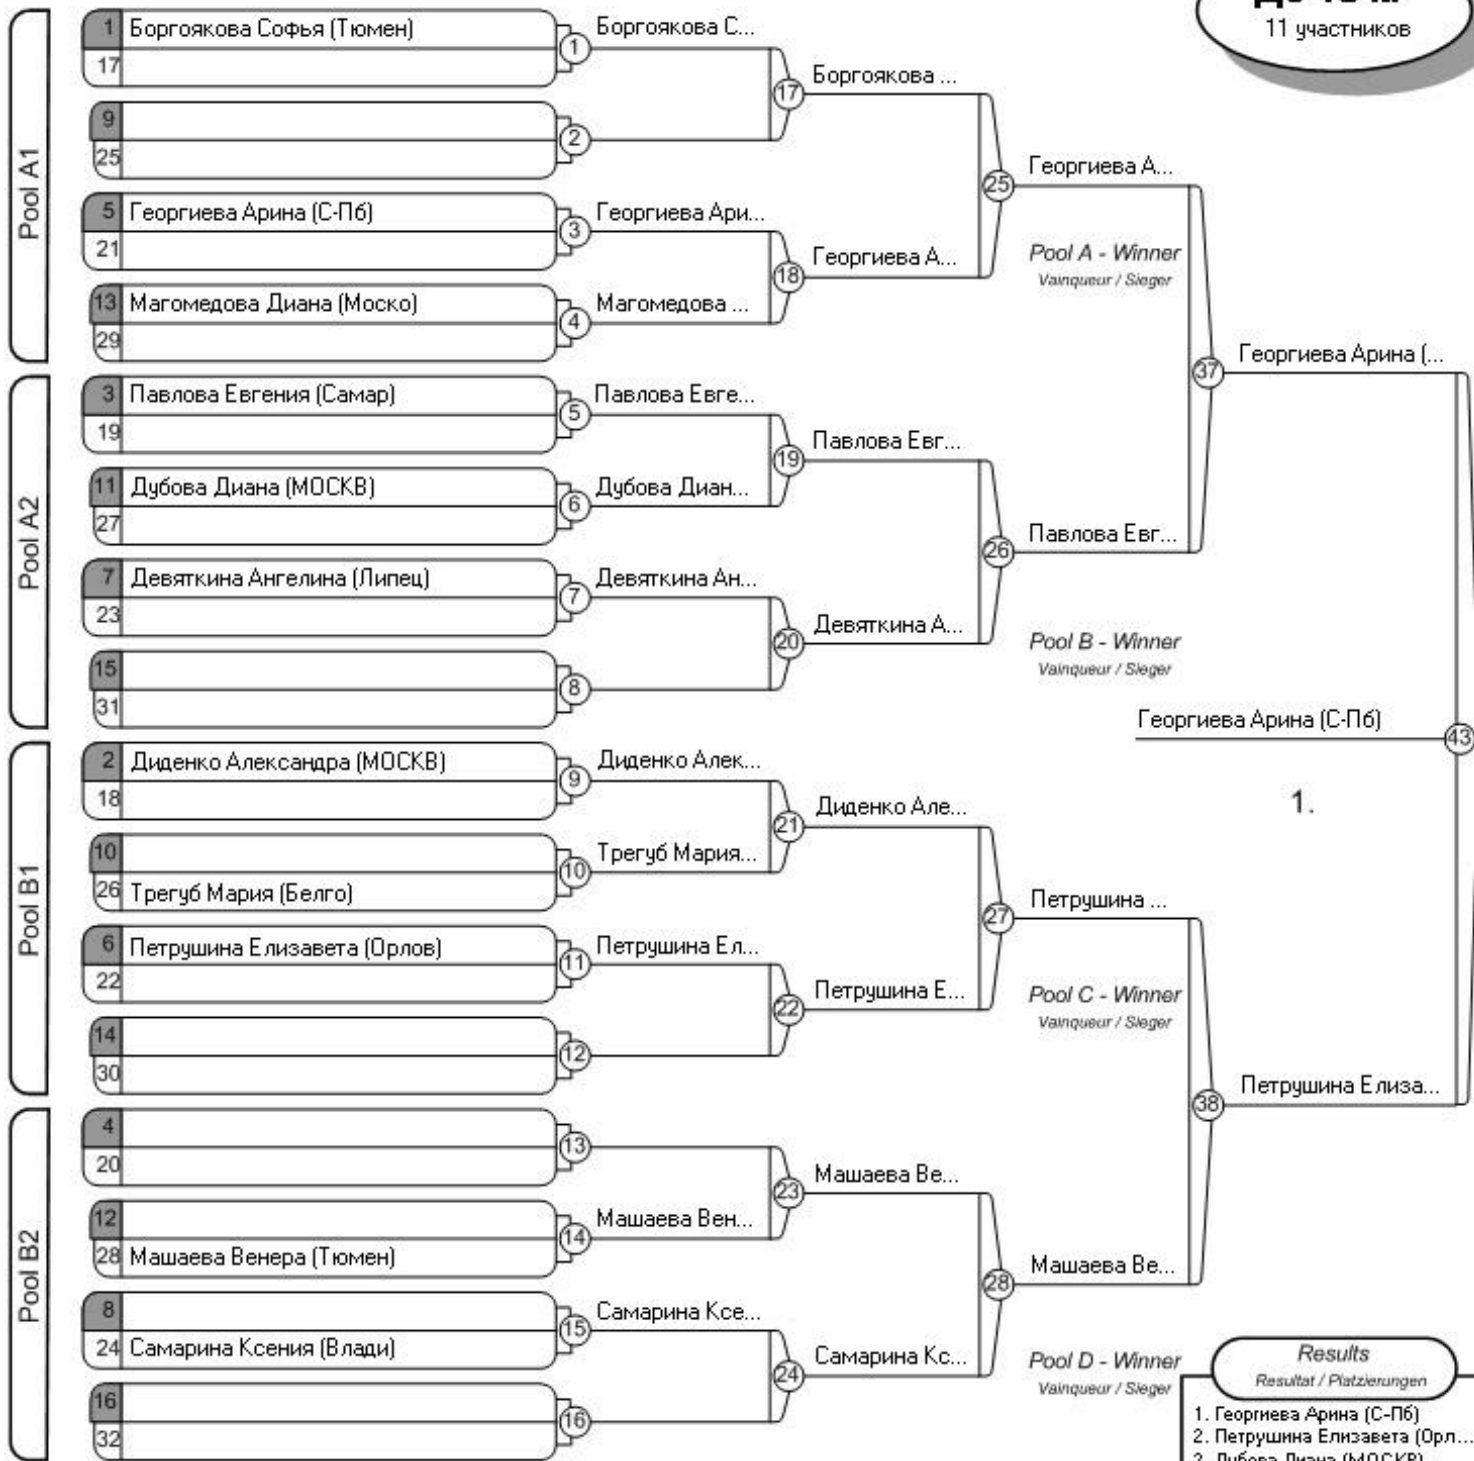 11 участников
Pool A1
1 Боргоякова Софья (Тюмен)
17
1
Боргоякова С...
9
25
2
17
Боргоякова ...
5 Георгиева Арина (С-Пб)
21
3
Георгиева Ари...
13 Магомедова Диана (Моско)
29
4
Магомедова ...
18
Георгиева А...
25
Георгиева А...
Pool A - Winner
Vainqueur / Sieger
Pool A2
3 Павлова Евгения (Самар)
19
5
Павлова Евге...
11 Дубова Диана (МОСКВ)
27
6
Дубова Диан...
19
Павлова Евг...
7 Девяткина Ангелина (Липец)
23
7
Девяткина Ан...
15
31
8
20
Девяткина А...
26
Павлова Евг...
Pool B - Winner
Vainqueur / Sieger
37
Георгиева Арина (...
Георгиева Арина (С-Пб)
43
1.
Pool B1
2 Диденко Александра (МОСКВ)
18
9
Диденко Алек...
10
26 Трегуб Мария (Белго)
10
Трегуб Мария...
21
Диденко Але...
6 Петрушина Елизавета (Орлов)
22
11
Петрушина Ел...
14
30
12
22
Петрушина Е...
27
Петрушина ...
Pool C - Winner
Vainqueur / Sieger
Pool B2
4
20
13
12
28 Машаева Венера (Тюмен)
14
Машаева Вен...
23
Машаева Ве...
8
24 Самарина Ксения (Влади)
15
Самарина Ксе...
16
32
16
24
Самарина Кс...
28
Машаева Ве...
38
Петрушина Елиза...
Pool D - Winner
Vainqueur / Sieger
Results
Resultat / Platzierungen
1. Георгиева Арина (С-Пб)
2. Петрушина Елизавета (Орл...
3. Дубова Диана (МОСКВ)